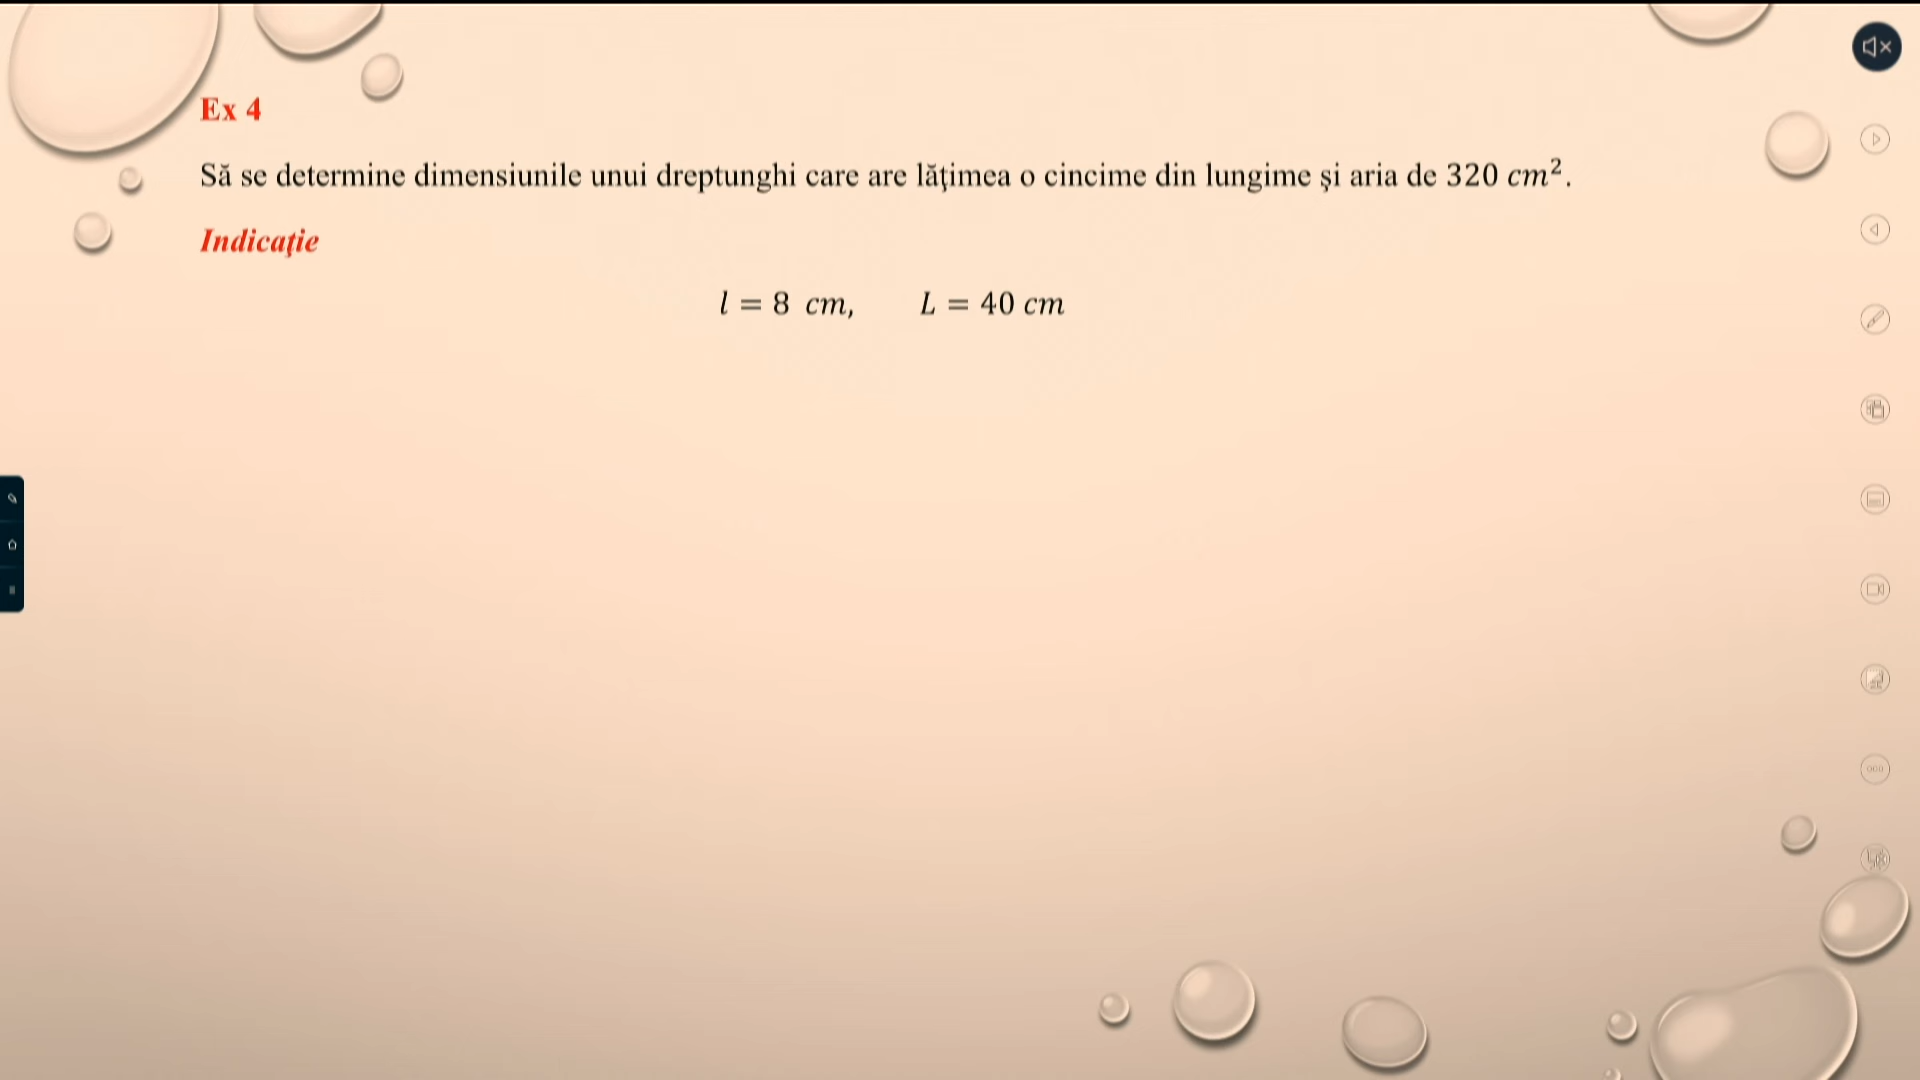 Ex 4
Să se determine dimensiunile unui dreptunghi care are lăţimea o cincime din lungime şi aria de 320 cm².
Indicaţie
l = 8 cm, L = 40 cm